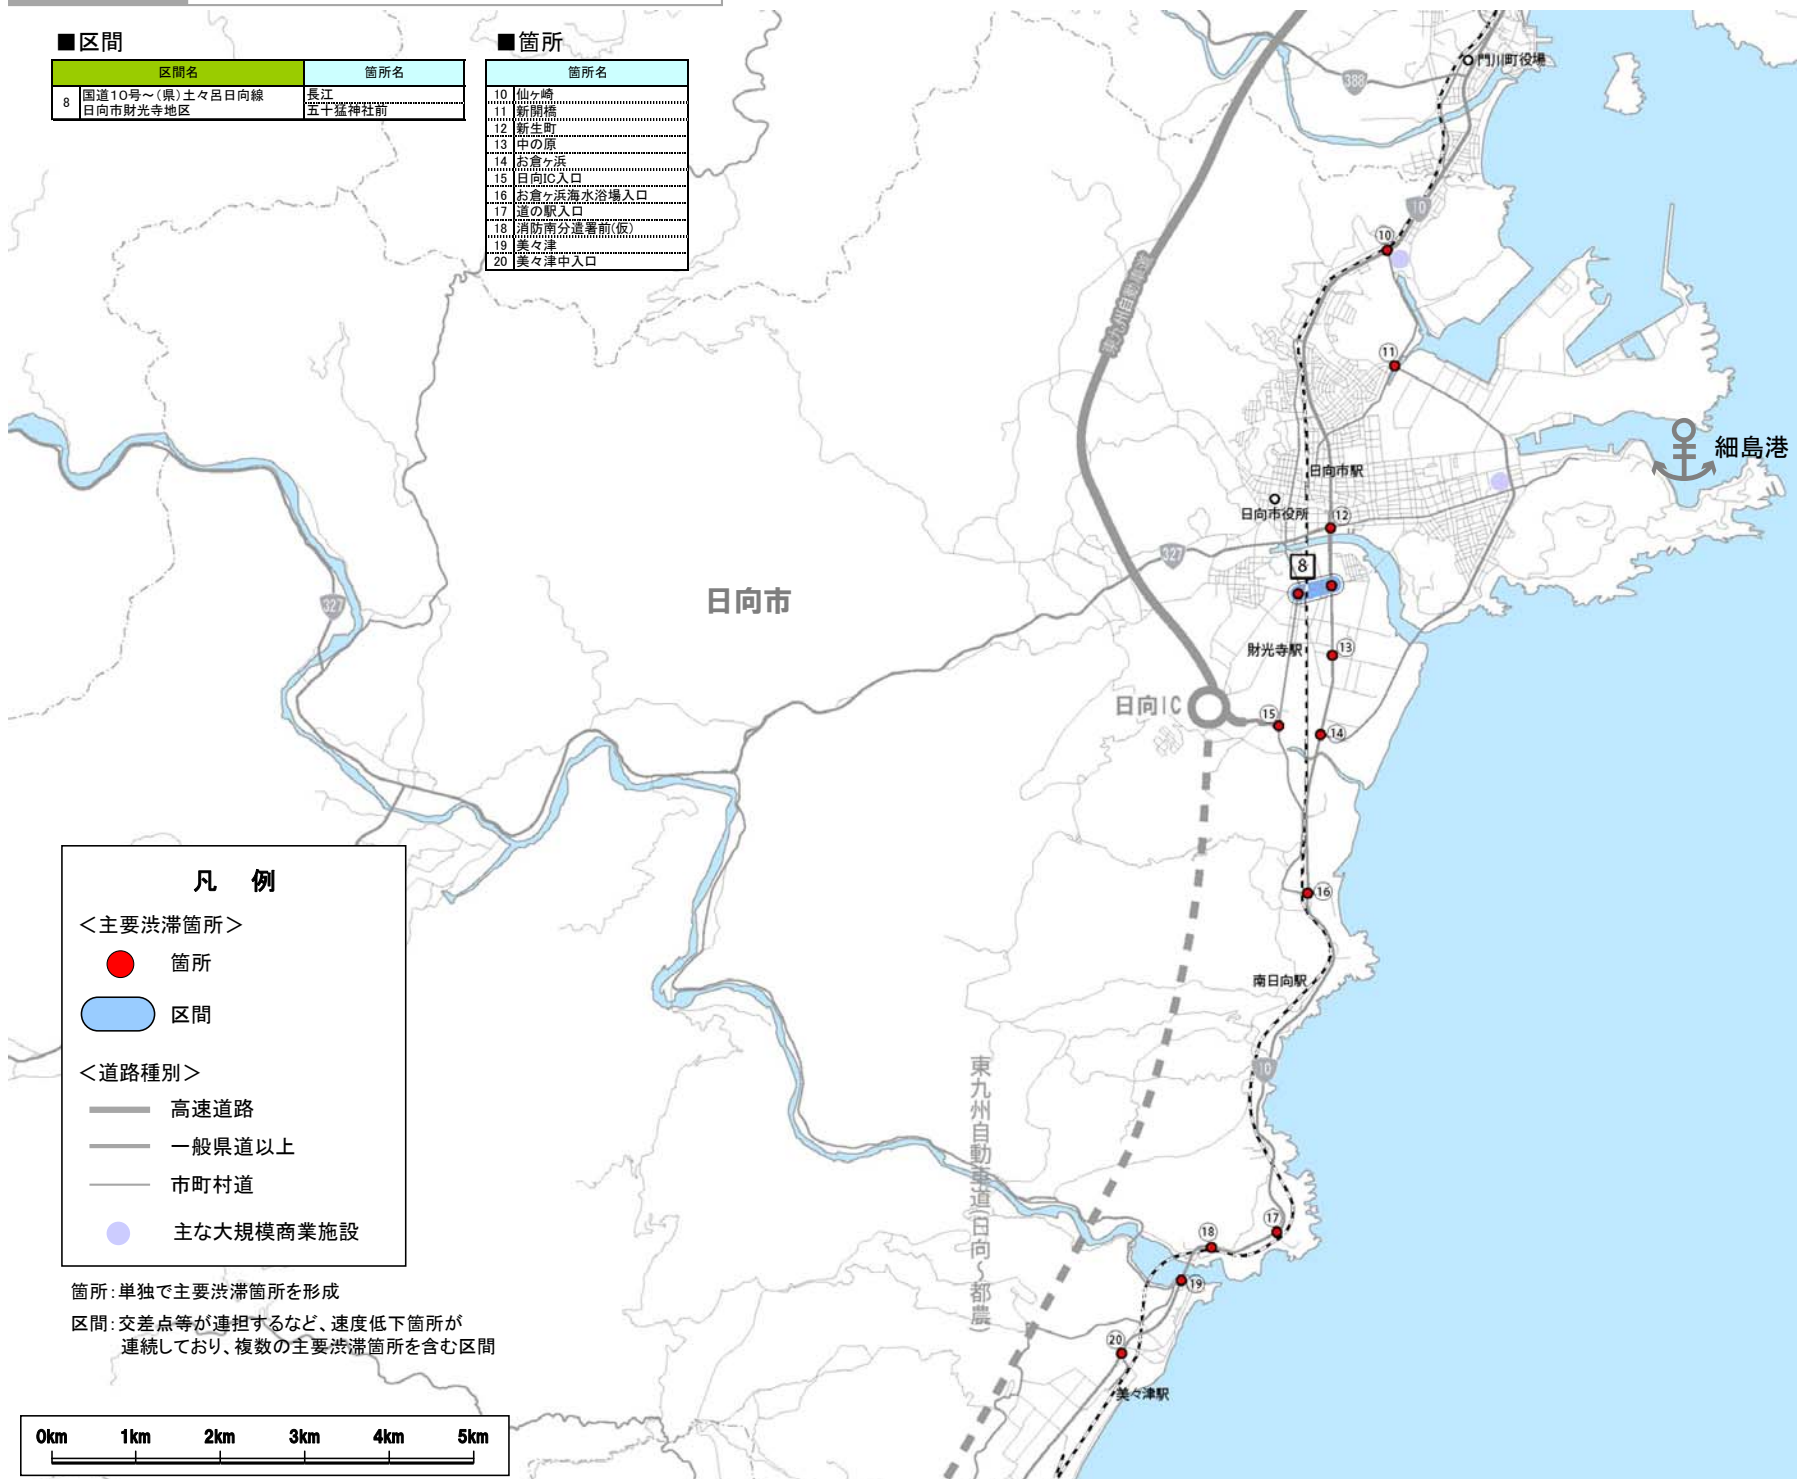 ■区間
区間名 箇所名
8 国道10号~(県)土々呂日向線 長江
日向市財光寺地区 五十猛神社前
■箇所
箇所名
10 仙ヶ崎
11 新開橋
12 新生町
13 中の原
14 お倉ヶ浜
15 日向IC入口
16 お倉ヶ浜海水浴場入口
17 道の駅入口
18 消防南分遣署前(仮)
19 美々津
20 美々津中入口
門川町役場
388
10
⑩
東九州自動車道
⑪
細島港
日向市駅
日向市役所
⑫
327
8
日向市
327
財光寺駅
⑬
日向IC
⑮
⑭
⑯
南日向駅
10
東九州自動車道(日向~都農)
⑰
⑱
⑲
⑳
美々津駅
凡 例
<主要渋滞箇所>
箇所
区間
<道路種別>
高速道路
一般県道以上
市町村道
主な大規模商業施設
箇所:単独で主要渋滞箇所を形成
区間:交差点等が連担するなど、速度低下箇所が
連続しており、複数の主要渋滞箇所を含む区間
0km 1km 2km 3km 4km 5km